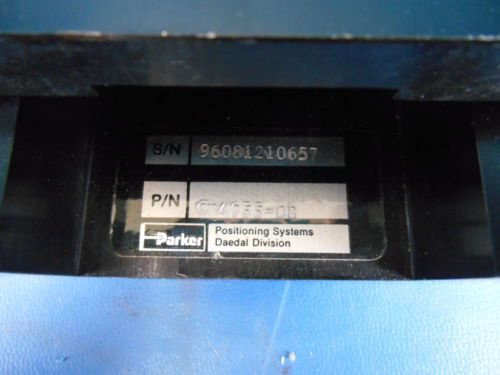 S/N 96081210657
P/N
Parker
Positioning Systems
Daedal Division